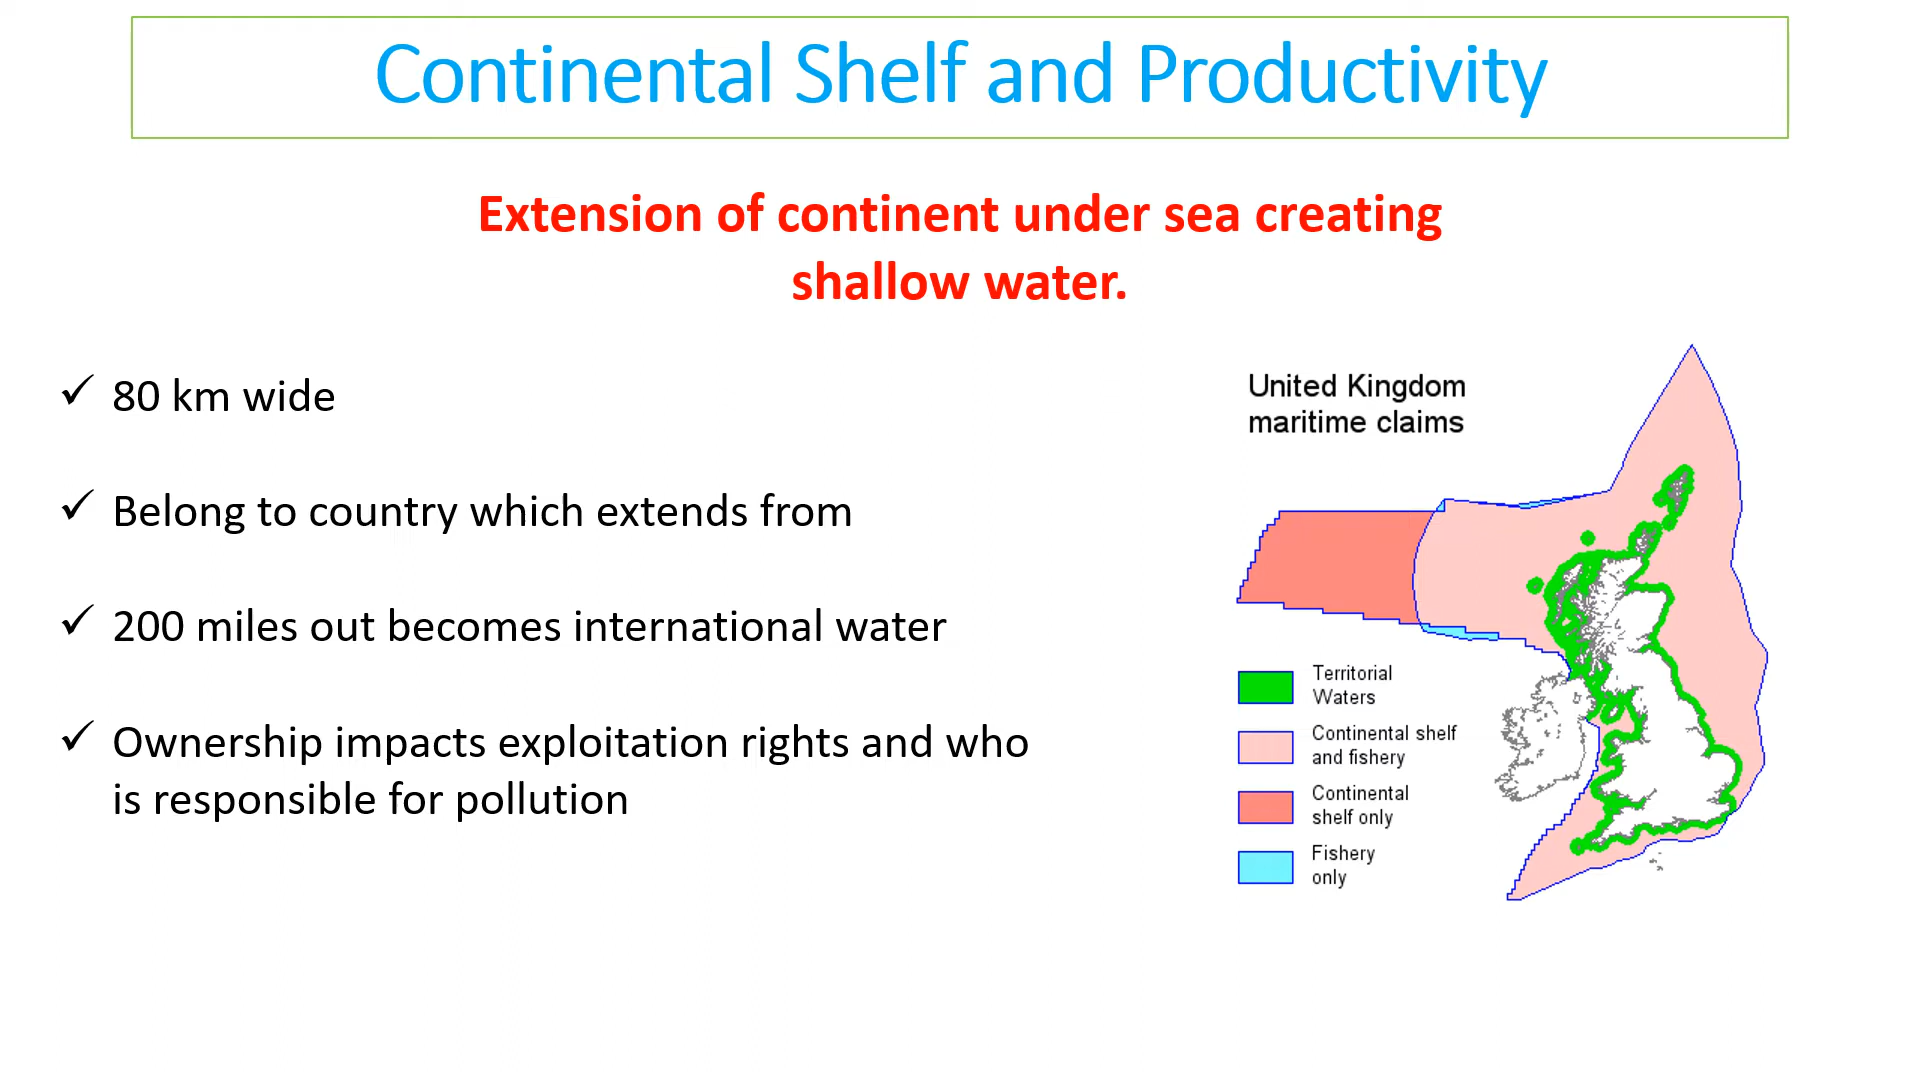 Continental Shelf and Productivity
Extension of continent under sea creating
shallow water.
✓ 80 km wide
✓ Belong to country which extends from
✓ 200 miles out becomes international water
✓ Ownership impacts exploitation rights and who
is responsible for pollution
United Kingdom
maritime claims
Territorial
Waters
Continental shelf
and fishery
Continental
shelf only
Fishery
only